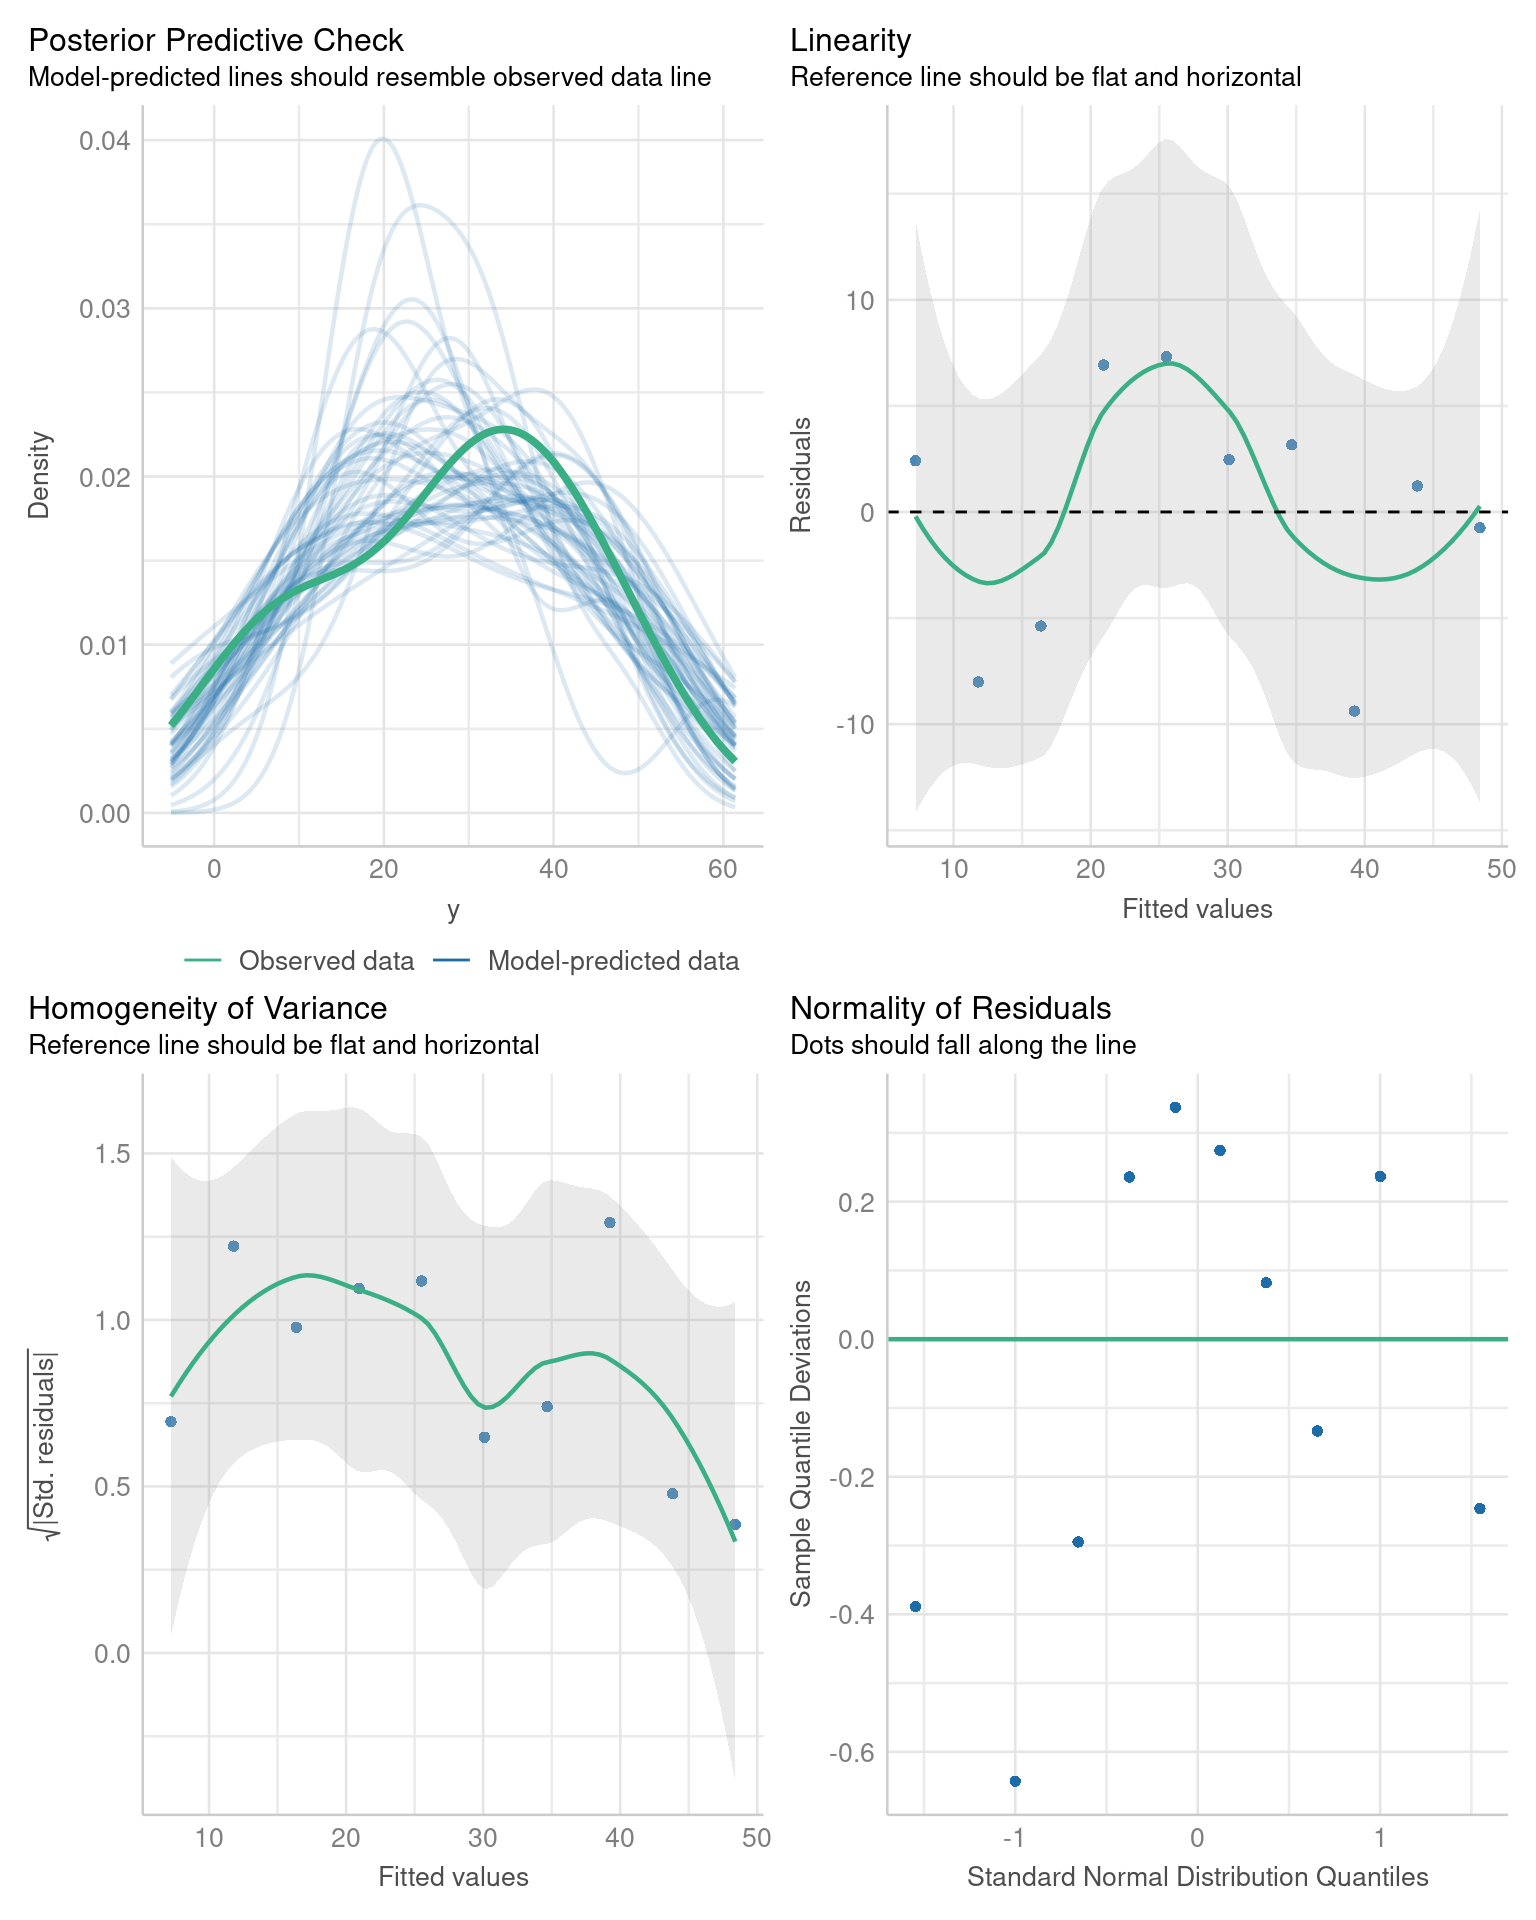 Posterior Predictive Check
Model-predicted lines should resemble observed data line
0.04
0.03
0.02
0.01
0.00
Density
0 20 40 60
y
Observed data Model-predicted data
Linearity
Reference line should be flat and horizontal
10
0
-10
Residuals
10 20 30 40 50
Fitted values
Homogeneity of Variance
Reference line should be flat and horizontal
1.5
1.0
0.5
0.0
√|Std. residuals|
10 20 30 40 50
Fitted values
Normality of Residuals
Dots should fall along the line
0.2
0.0
-0.2
-0.4
-0.6
Sample Quantile Deviations
-1 0 1
Standard Normal Distribution Quantiles